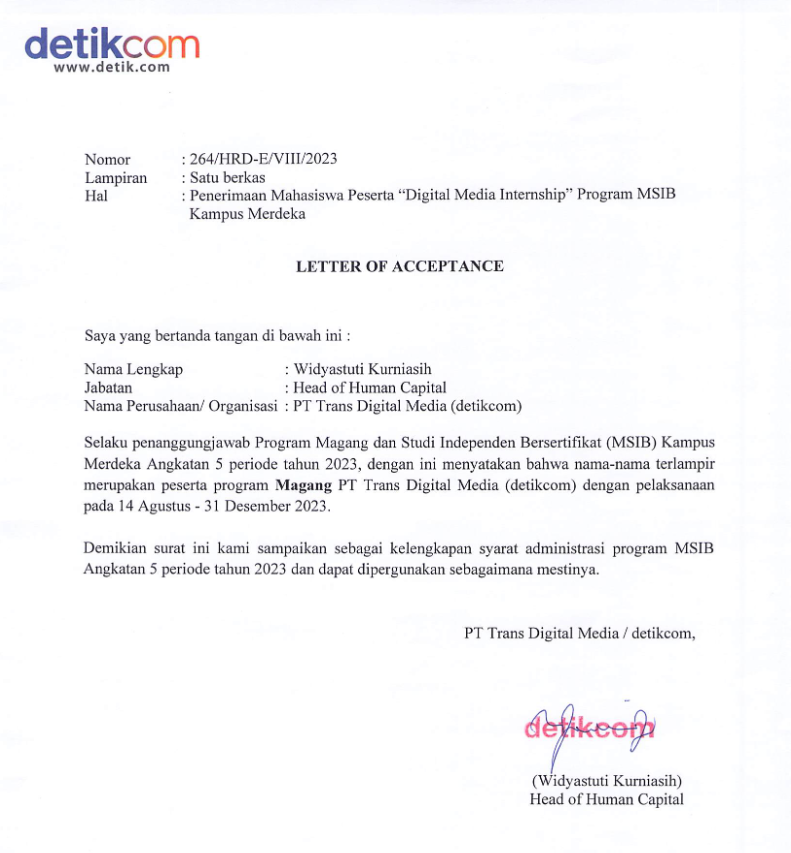 detikcom
www.detik.com
Nomor : 264/HRD-E/VIII/2023
Lampiran : Satu berkas
Hal : Penerimaan Mahasiswa Peserta “Digital Media Internship” Program MSIB
Kampus Merdeka
LETTER OF ACCEPTANCE
Saya yang bertanda tangan di bawah ini :
Nama Lengkap : Widyastuti Kurniasih
Jabatan : Head of Human Capital
Nama Perusahaan/ Organisasi : PT Trans Digital Media (detikcom)
Selaku penanggungjawab Program Magang dan Studi Independen Bersertifikat (MSIB) Kampus
Merdeka Angkatan 5 periode tahun 2023, dengan ini menyatakan bahwa nama-nama terlampir
merupakan peserta program Magang PT Trans Digital Media (detikcom) dengan pelaksanaan
pada 14 Agustus - 31 Desember 2023.
Demikian surat ini kami sampaikan sebagai kelengkapan syarat administrasi program MSIB
Angkatan 5 periode tahun 2023 dan dapat dipergunakan sebagaimana mestinya.
PT Trans Digital Media / detikcom,
detikcom
(Widyastuti Kurniasih)
Head of Human Capital